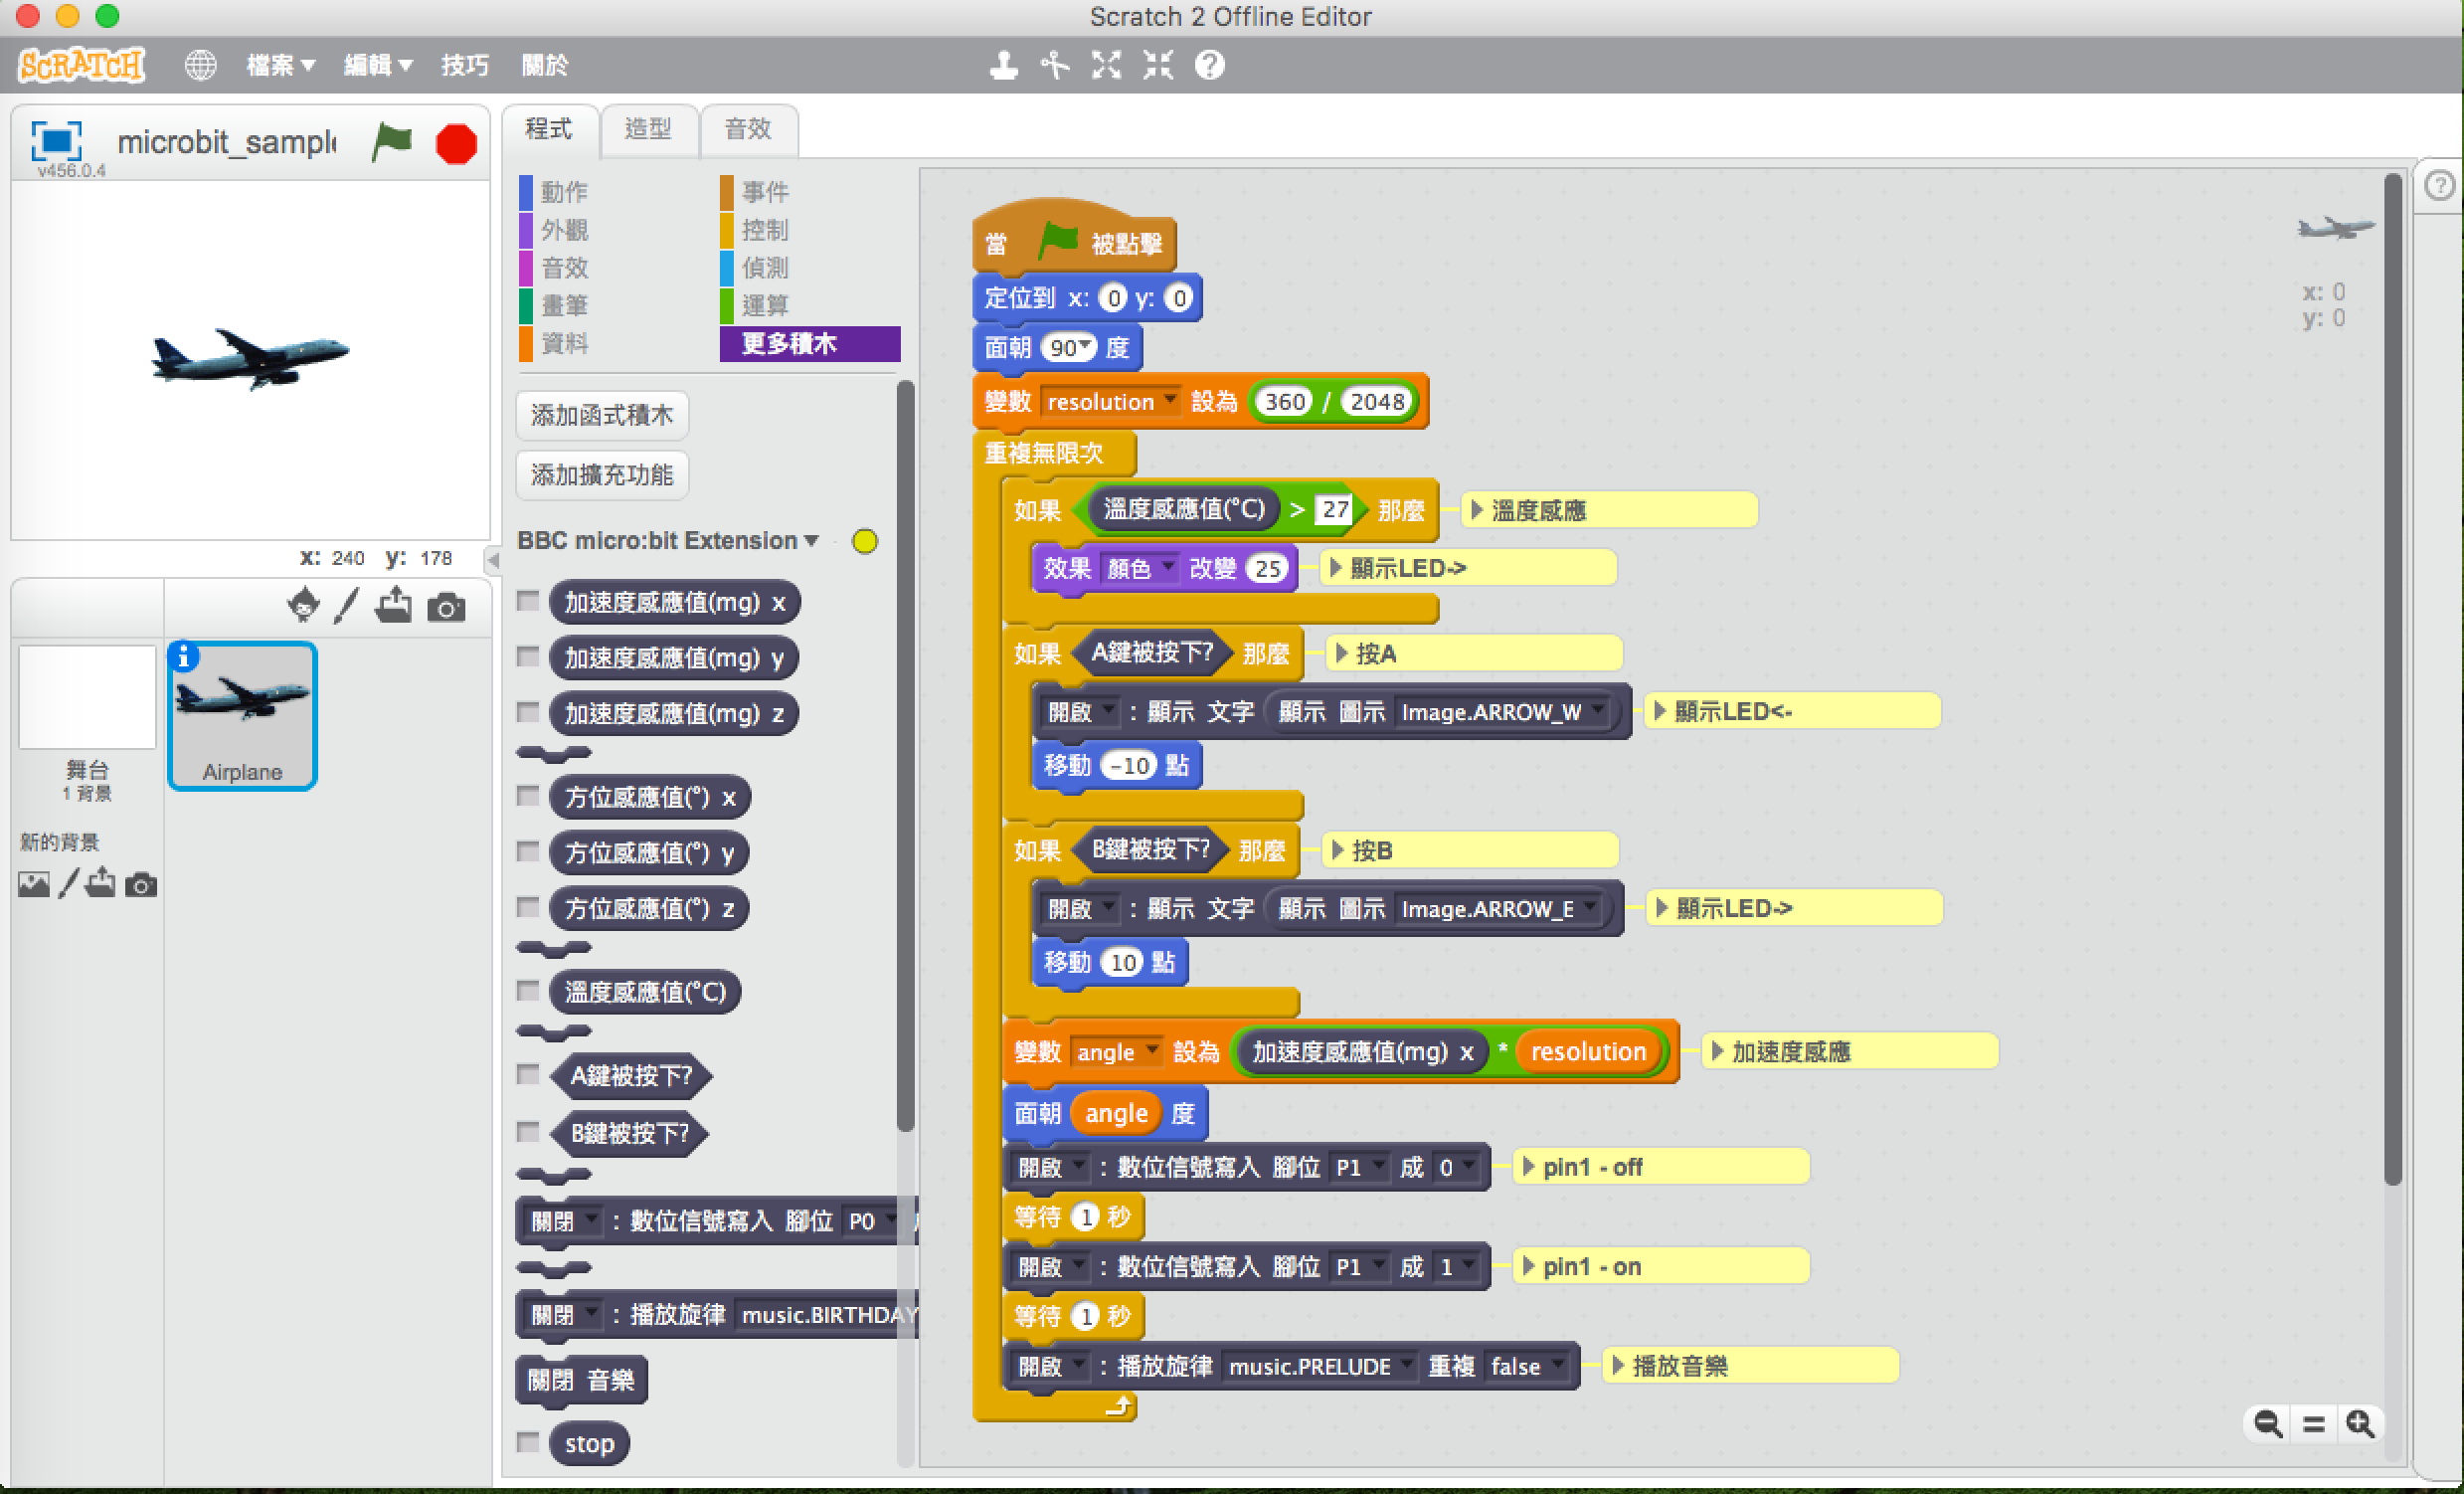 Scratch 2 Offline Editor
SCRATCH 檔案 編輯 技巧 關於
microbit_sampl
v456.0.4
程式 造型 音效
動作 事件
外觀 控制
音效 偵測
畫筆 運算
資料 更多積木
添加函式積木
添加擴充功能
BBC micro:bit Extension
加速度感應值(mg) x
加速度感應值(mg) y
加速度感應值(mg) z
方位感應值(°) x
方位感應值(°) y
方位感應值(°) z
溫度感應值(°C)
A鍵被按下?
B鍵被按下?
關閉 : 數位信號寫入 腳位 P0
關閉 : 播放旋律 music.BIRTHDAY
關閉 音樂
stop
x: 240 y: 178
舞台
1 背景
Airplane
新的背景
當 被點擊
定位到 x: 0 y: 0
面朝 90 度
變數 resolution 設為 360 / 2048
重複無限次
如果 溫度感應值(°C) > 27 那麼 溫度感應
效果 顏色 改變 25 顯示LED->
如果 A鍵被按下? 那麼 按A
開啟 : 顯示 文字 顯示 圖示 Image.ARROW_W 顯示LED<-
移動 -10 點
如果 B鍵被按下? 那麼 按B
開啟 : 顯示 文字 顯示 圖示 Image.ARROW_E 顯示LED->
移動 10 點
變數 angle 設為 加速度感應值(mg) x * resolution 加速度感應
面朝 angle 度
開啟 : 數位信號寫入 腳位 P1 成 0 pin1 - off
等待 1 秒
開啟 : 數位信號寫入 腳位 P1 成 1 pin1 - on
等待 1 秒
開啟 : 播放旋律 music.PRELUDE 重複 false 播放音樂
x: 0
y: 0